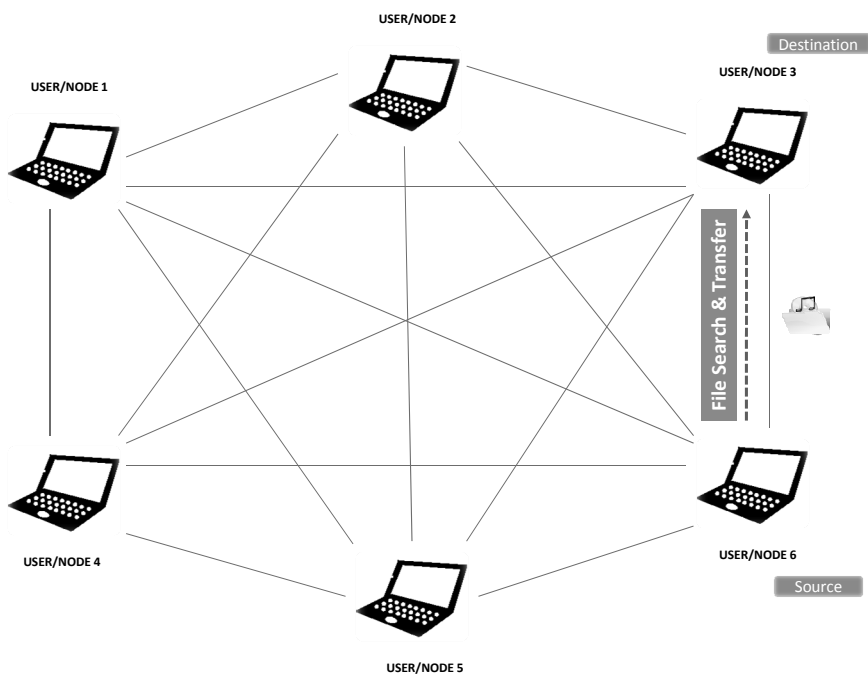 USER/NODE 2
Destination
USER/NODE 3
USER/NODE 1
File Search & Transfer
USER/NODE 4
USER/NODE 6
Source
USER/NODE 5